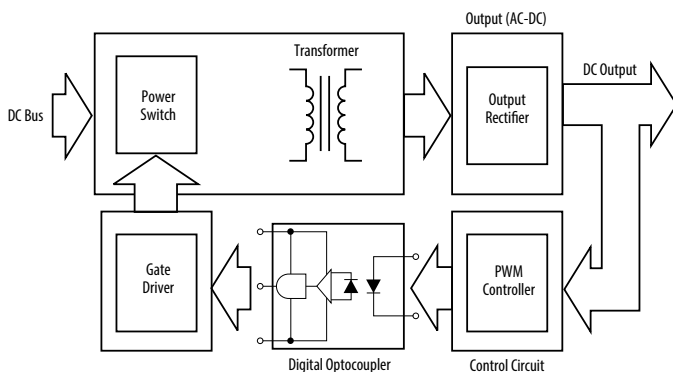 Output (AC-DC)
Transformer
DC Output
Power
Switch
Output
Rectifier
DC Bus
Gate
Driver
PWM
Controller
Digital Optocoupler
Control Circuit